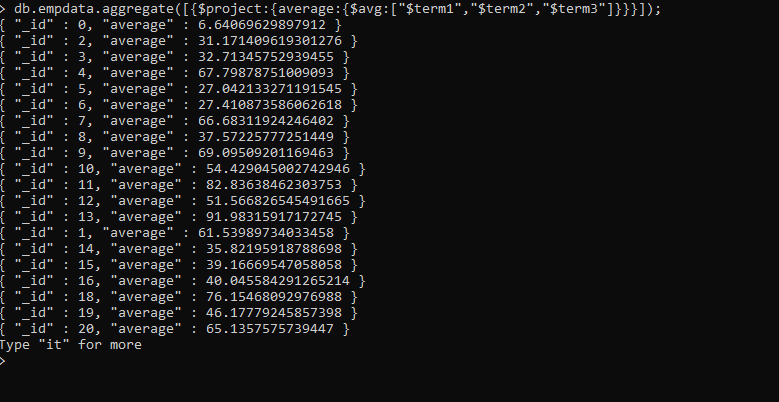 > db.empdata.aggregate([{$project:{average:{$avg:["$term1","$term2","$term3"]}}}]);
{ "_id" : 0, "average" : 6.64069629897912 }
{ "_id" : 2, "average" : 31.171409619301276 }
{ "_id" : 3, "average" : 32.71345752939455 }
{ "_id" : 4, "average" : 67.79878751009093 }
{ "_id" : 5, "average" : 27.042133271191545 }
{ "_id" : 6, "average" : 27.410873586062618 }
{ "_id" : 7, "average" : 66.68311924246402 }
{ "_id" : 8, "average" : 37.57225777251449 }
{ "_id" : 9, "average" : 69.09509201169463 }
{ "_id" : 10, "average" : 54.429045002742946 }
{ "_id" : 11, "average" : 82.83638462303753 }
{ "_id" : 12, "average" : 51.566826545491665 }
{ "_id" : 13, "average" : 91.98315917172745 }
{ "_id" : 1, "average" : 61.53989734033458 }
{ "_id" : 14, "average" : 35.82195918788698 }
{ "_id" : 15, "average" : 39.16669547058058 }
{ "_id" : 16, "average" : 40.045584291265214 }
{ "_id" : 18, "average" : 76.15468092976988 }
{ "_id" : 19, "average" : 46.17779245857398 }
{ "_id" : 20, "average" : 65.1357575739447 }
Type "it" for more
>